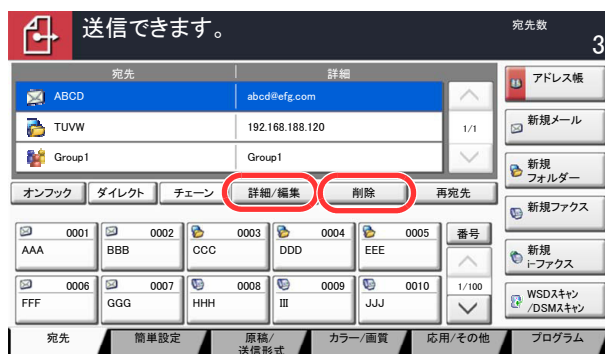 送信できます。
宛先数
3
宛先 詳細
ABCD abcd@efg.com
TUVW 192.168.188.120
1/1
Group1 Group1
アドレス帳
新規メール
新規
フォルダー
新規ファクス
新規
i-ファクス
WSDスキャン
/DSMスキャン
オンフック ダイレクト チェーン 詳細/編集 削除 再宛先
0001 0002 0003 0004 0005 番号
AAA BBB CCC DDD EEE
0006 0007 0008 0009 0010 1/100
FFF GGG HHH III JJJ
宛先 簡単設定 原稿/
送信形式 カラー/画質 応用/その他 プログラム